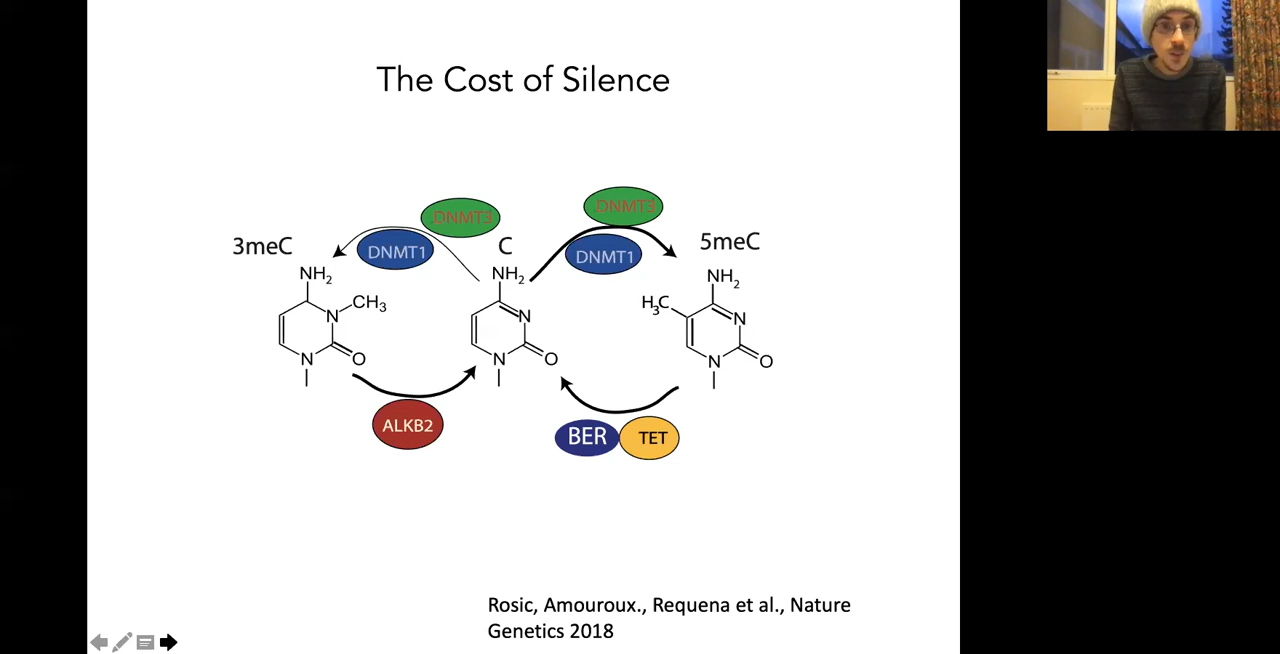 The Cost of Silence
DNMT3
DNMT3
3meC
DNMT1
C
DNMT1
5meC
NH2
NH2
NH2
N
CH3
N
H3C
N
N
O
N
O
N
O
ALKB2
BER
TET
Rosic, Amouroux., Requena et al., Nature
Genetics 2018